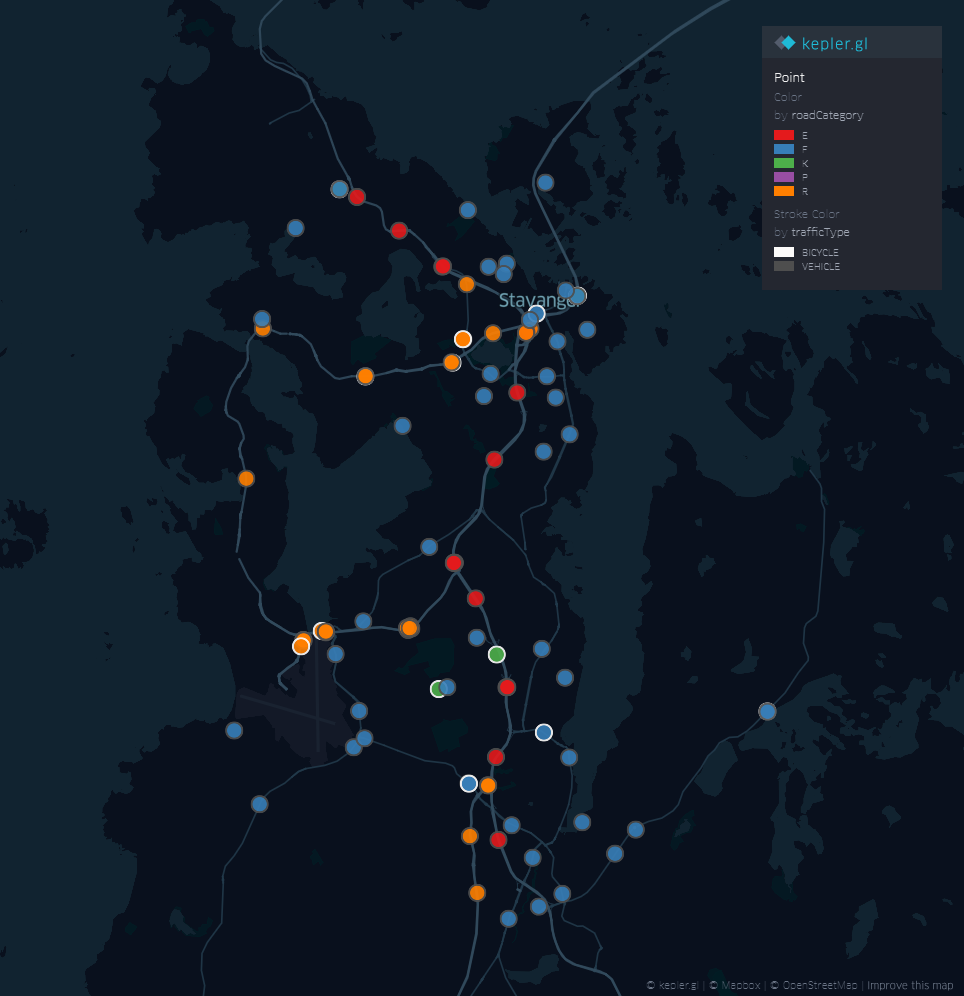 kepler.gl
Point
Color
by roadCategory
E
F
K
P
R
Stroke Color
by trafficType
BICYCLE
VEHICLE
© kepler.gl | © Mapbox | © OpenStreetMap | Improve this map